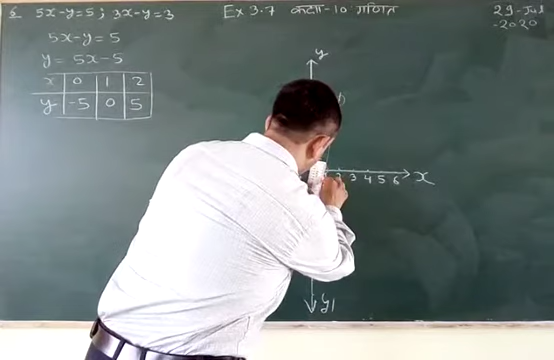 5x-y=5 ; 3x-y=3 Ex 3.7 कक्षा-10 गणित 29-Jul
-2020
5x-y=5
y = 5x-5
x 0 1 2
y -5 0 5
y
2 3 4 5 6 x
y1